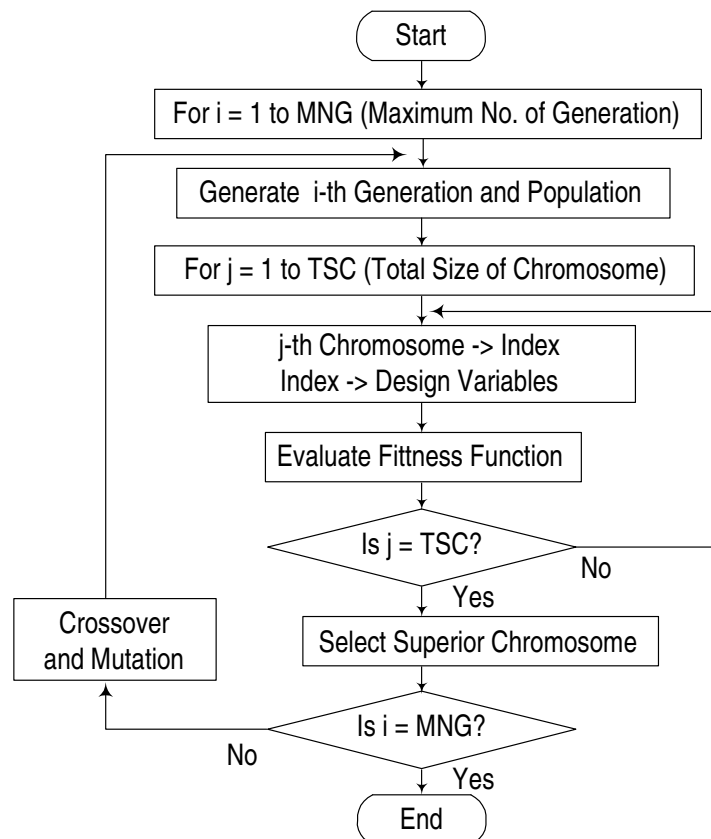 Start
For i = 1 to MNG (Maximum No. of Generation)
Generate i-th Generation and Population
For j = 1 to TSC (Total Size of Chromosome)
j-th Chromosome -> Index
Index -> Design Variables
Evaluate Fittness Function
Is j = TSC?
No
Yes
Crossover
and Mutation
Select Superior Chromosome
Is i = MNG?
No
Yes
End